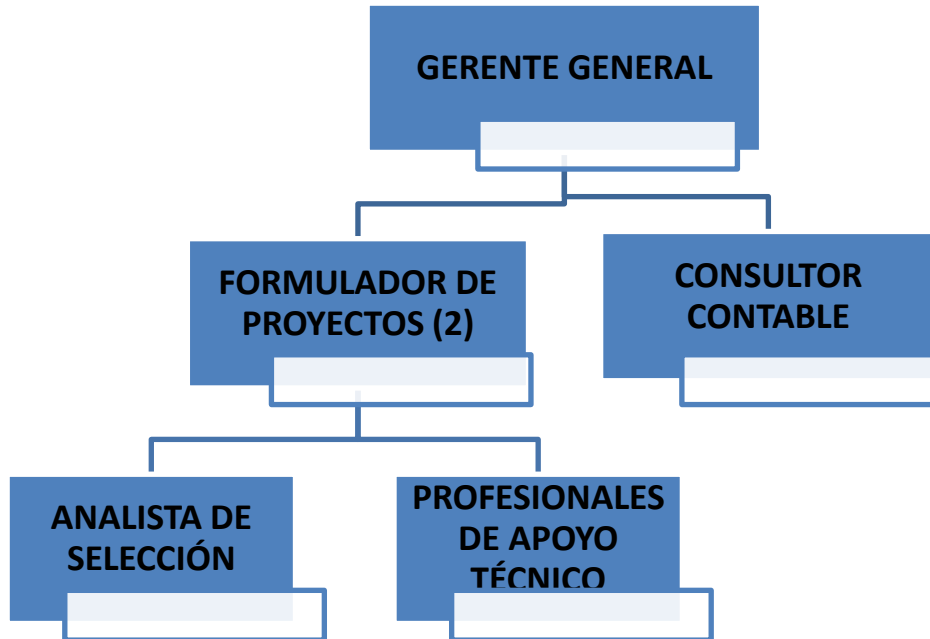 GERENTE GENERAL
FORMULADOR DE
PROYECTOS (2)
CONSULTOR
CONTABLE
ANALISTA DE
SELECCIÓN
PROFESIONALES
DE APOYO
TÉCNICO